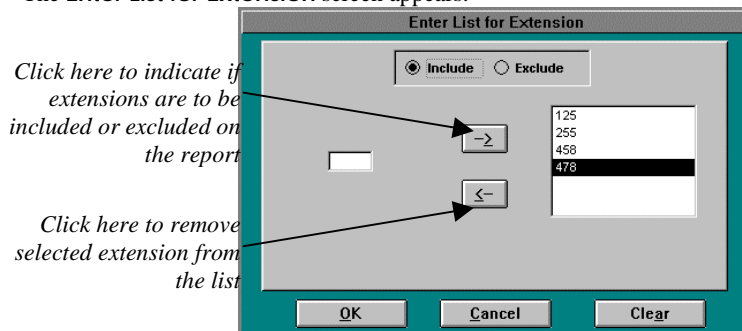 The Enter List for Extension screen appears:
Enter List for Extension
Include Exclude
Click here to indicate if
extensions are to be
included or excluded on
the report
->
125
255
458
478
<-
Click here to remove
selected extension from
the list
OK Cancel Clear